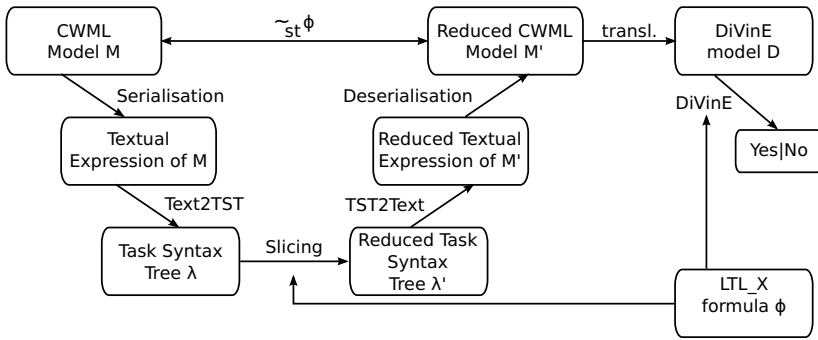 CWML
Model M
~
st ϕ
Reduced CWML
Model M'
transl.
DiVinE
model D
Serialisation
Deserialisation
DiVinE
Textual
Expression of M
Reduced Textual
Expression of M'
Yes|No
Text2TST
TST2Text
Task Syntax
Tree λ
Slicing
Reduced Task
Syntax
Tree λ'
LTL_X
formula ϕ